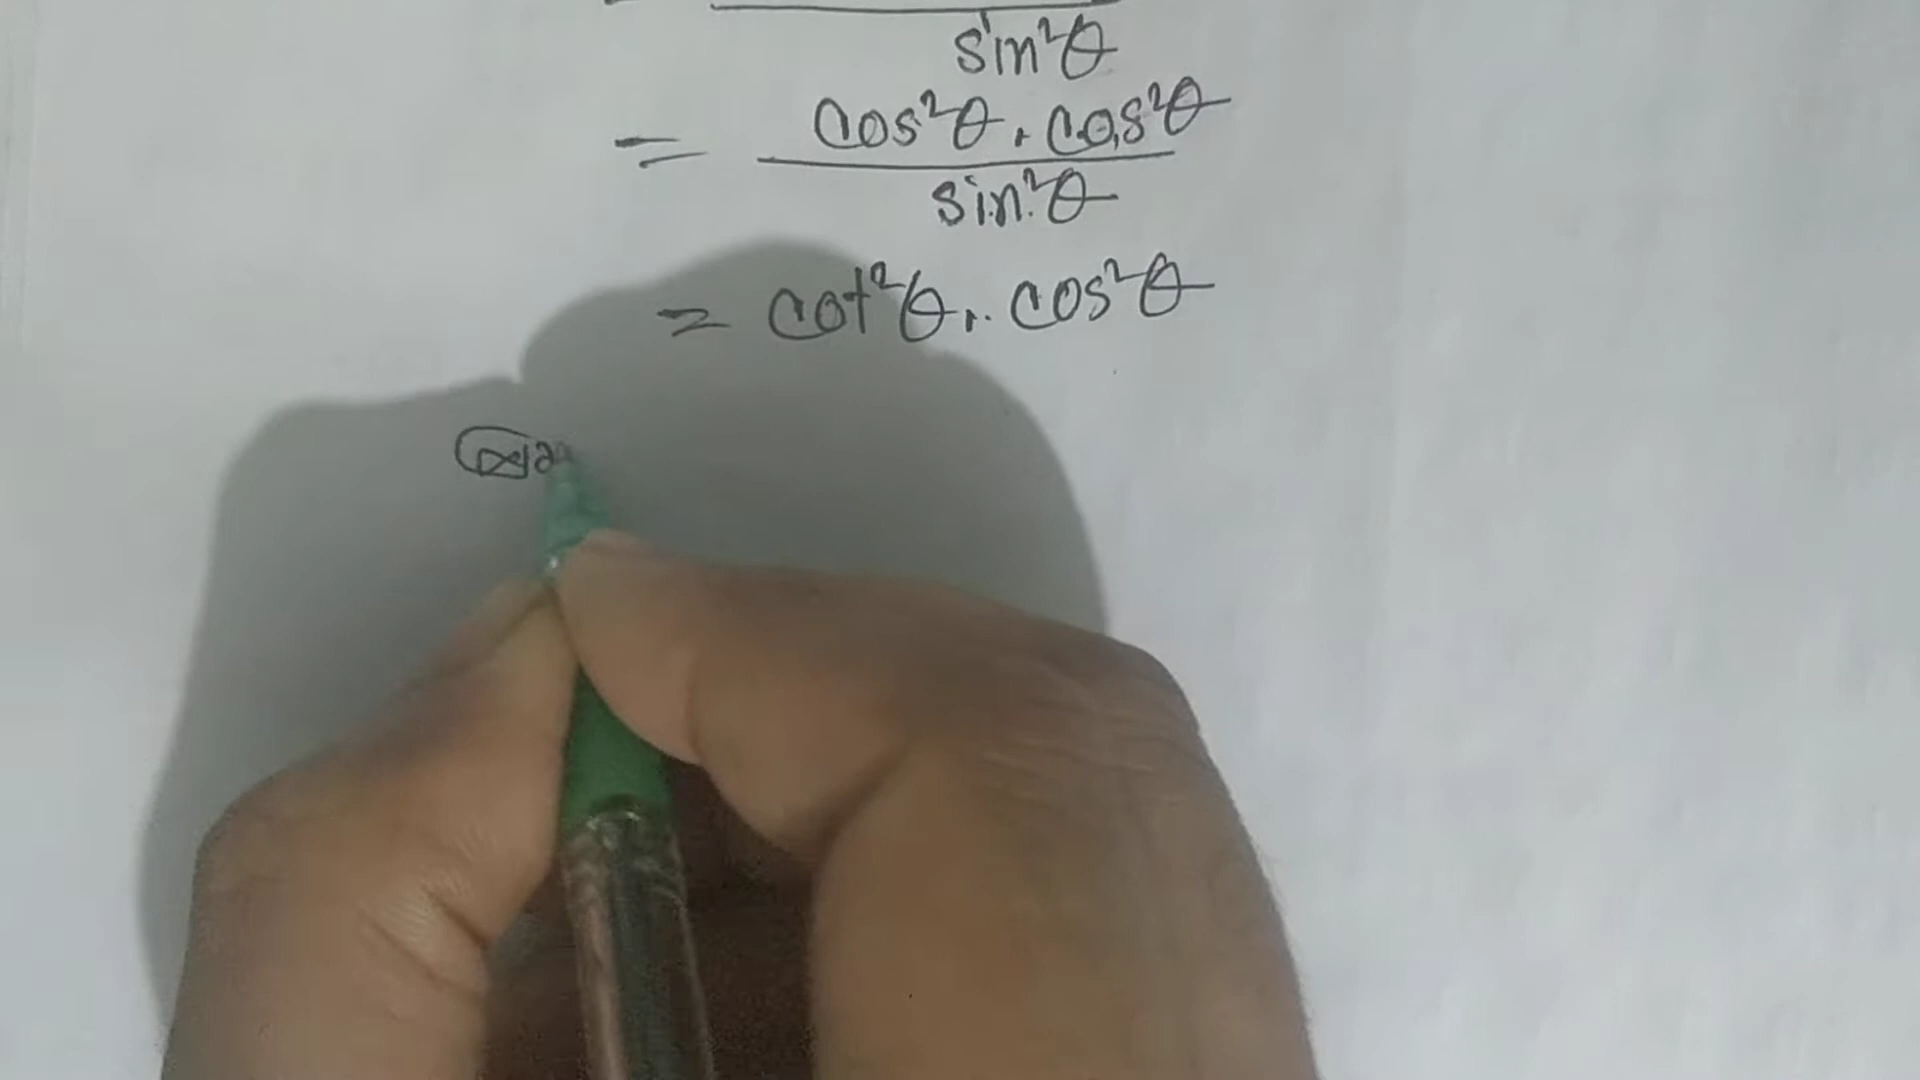 =
sin²θ
= cos²θ . cos²θ
sin²θ
= cot²θ . cos²θ